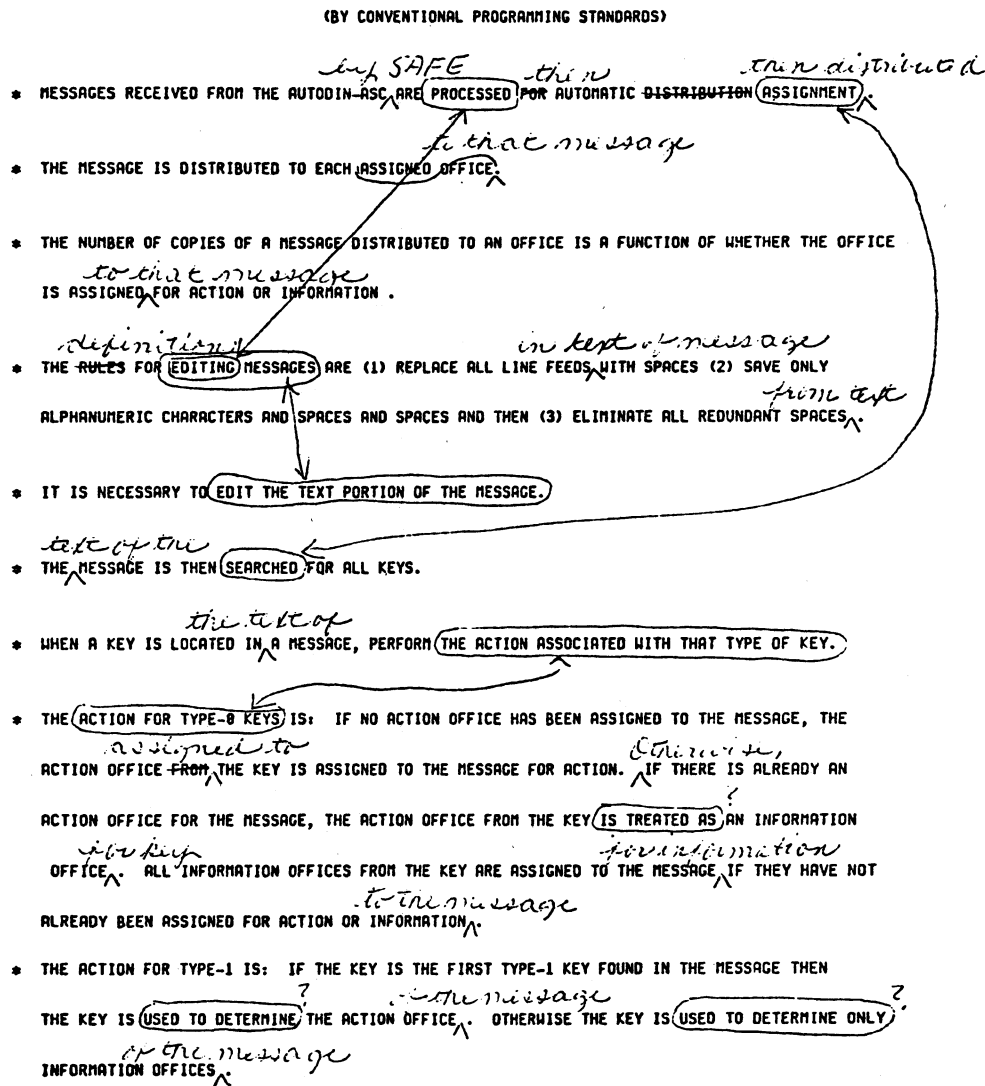 (BY CONVENTIONAL PROGRAMMING STANDARDS)
by SAFE then then distributed
* MESSAGES RECEIVED FROM THE AUTODIN-ASC ARE PROCESSED FOR AUTOMATIC DISTRIBUTION ASSIGNMENT .
to that message
* THE MESSAGE IS DISTRIBUTED TO EACH ASSIGNED OFFICE.
* THE NUMBER OF COPIES OF A MESSAGE DISTRIBUTED TO AN OFFICE IS A FUNCTION OF WHETHER THE OFFICE
to that message
IS ASSIGNED FOR ACTION OR INFORMATION .
definition in text of message
* THE RULES FOR EDITING MESSAGES ARE (1) REPLACE ALL LINE FEEDS WITH SPACES (2) SAVE ONLY
from text
ALPHANUMERIC CHARACTERS AND SPACES AND SPACES AND THEN (3) ELIMINATE ALL REDUNDANT SPACES.
* IT IS NECESSARY TO EDIT THE TEXT PORTION OF THE MESSAGE.
text of the
* THE MESSAGE IS THEN SEARCHED FOR ALL KEYS.
the text of
* WHEN A KEY IS LOCATED IN A MESSAGE, PERFORM THE ACTION ASSOCIATED WITH THAT TYPE OF KEY.
* THE ACTION FOR TYPE-0 KEYS IS: IF NO ACTION OFFICE HAS BEEN ASSIGNED TO THE MESSAGE, THE
assigned to Otherwise,
ACTION OFFICE FROM THE KEY IS ASSIGNED TO THE MESSAGE FOR ACTION. IF THERE IS ALREADY AN
?
ACTION OFFICE FOR THE MESSAGE, THE ACTION OFFICE FROM THE KEY IS TREATED AS AN INFORMATION
for key for information
OFFICE. ALL INFORMATION OFFICES FROM THE KEY ARE ASSIGNED TO THE MESSAGE IF THEY HAVE NOT
to the message
ALREADY BEEN ASSIGNED FOR ACTION OR INFORMATION.
* THE ACTION FOR TYPE-1 IS: IF THE KEY IS THE FIRST TYPE-1 KEY FOUND IN THE MESSAGE THEN
? of the message ?
THE KEY IS USED TO DETERMINE THE ACTION OFFICE. OTHERWISE THE KEY IS USED TO DETERMINE ONLY
of the message
INFORMATION OFFICES.